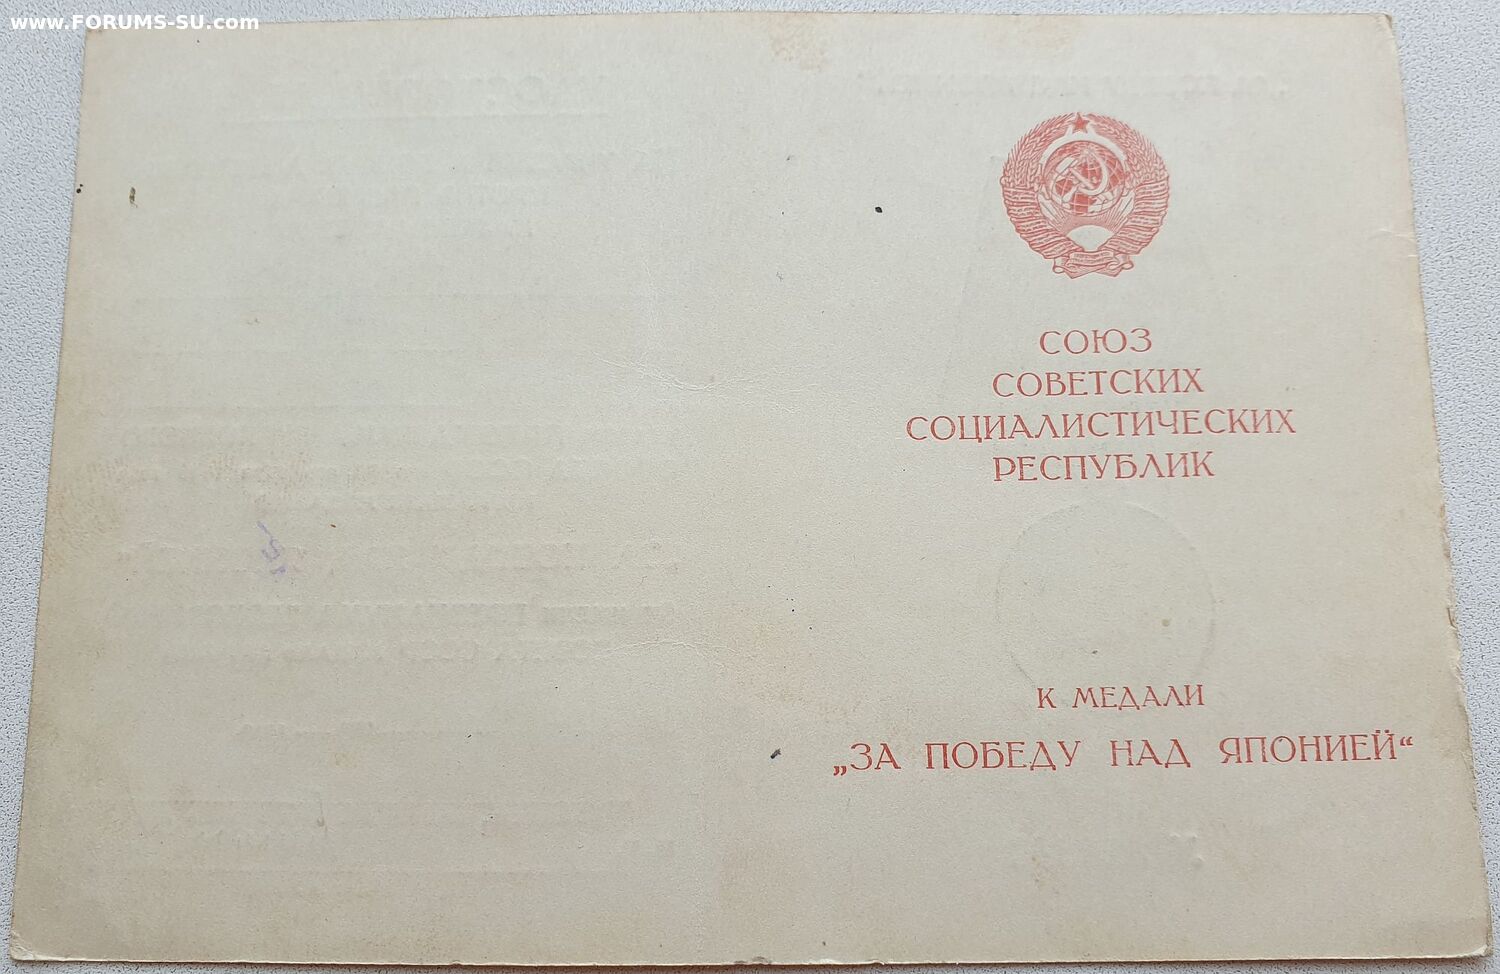 www.FORUMS-SU.com
СОЮЗ
СОВЕТСКИХ
СОЦИАЛИСТИЧЕСКИХ
РЕСПУБЛИК
К МЕДАЛИ
„ЗА ПОБЕДУ НАД ЯПОНИЕЙ“